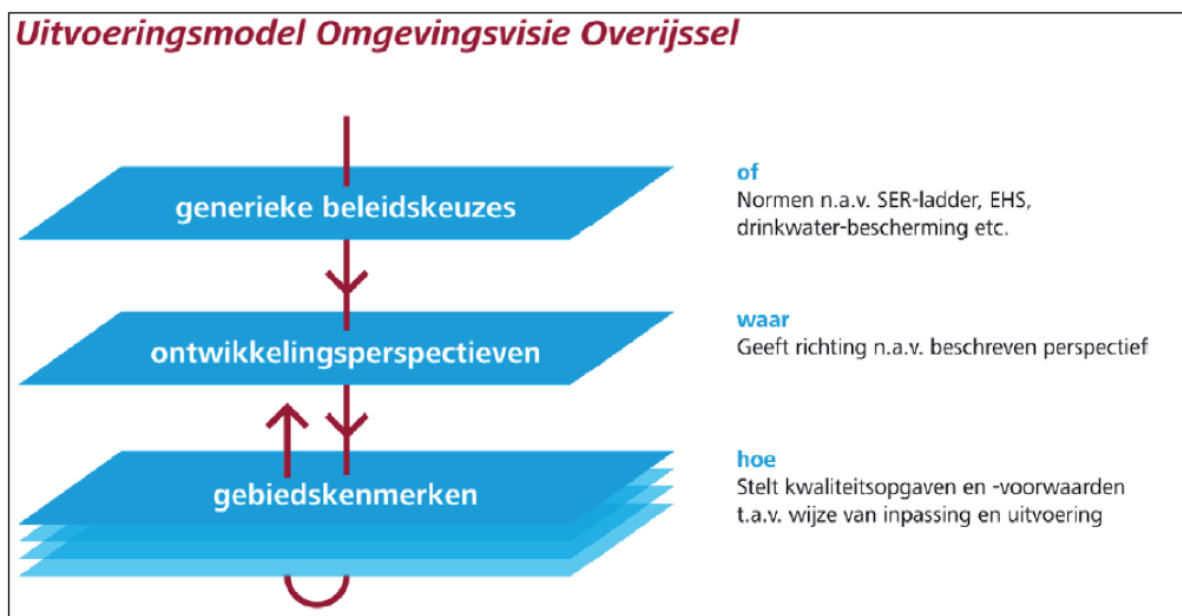 Uitvoeringsmodel Omgevingsvisie Overijssel
generieke beleidskeuzes
of
Normen n.a.v. SER-ladder, EHS,
drinkwater-bescherming etc.
ontwikkelingsperspectieven
waar
Geeft richting n.a.v. beschreven perspectief
gebiedskenmerken
hoe
Stelt kwaliteitsopgaven en -voorwaarden
t.a.v. wijze van inpassing en uitvoering